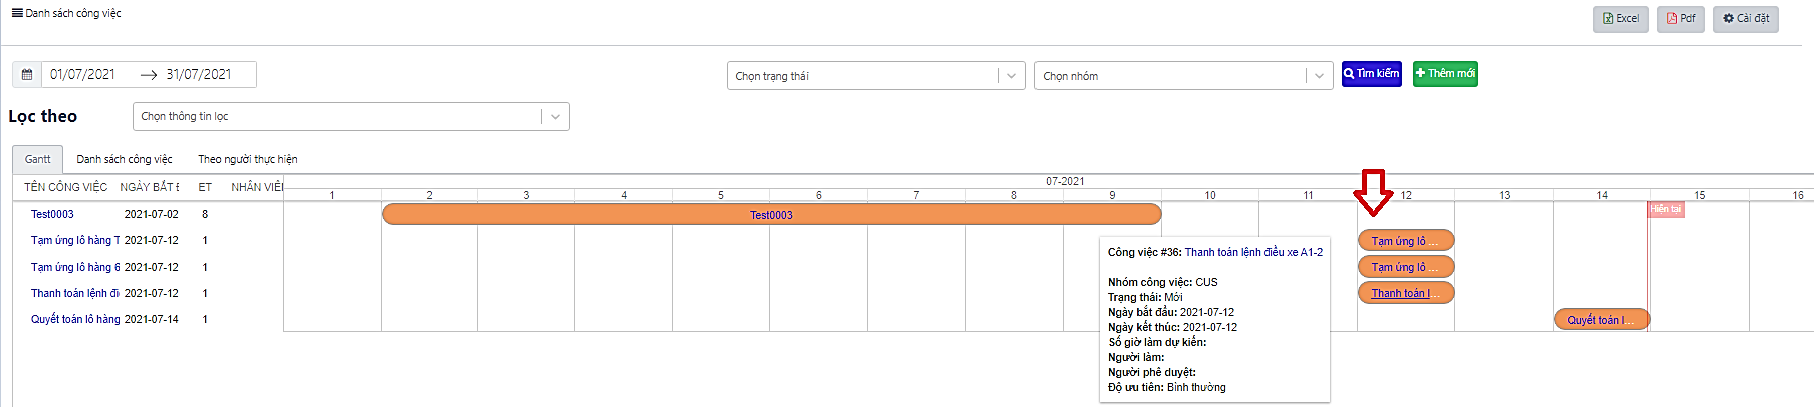 Danh sách công việc
Excel
Pdf
Cài đặt
01/07/2021 → 31/07/2021
Chọn trạng thái
Chọn nhóm
Tìm kiếm
Thêm mới
Lọc theo
Chọn thông tin lọc
Gantt
Danh sách công việc
Theo người thực hiện
TÊN CÔNG VIỆC NGÀY BẮT Đ ET NHÂN VIÊN
07-2021
1 2 3 4 5 6 7 8 9 10 11 12 13 14 15 16
Test0003 2021-07-02 8 Test0003 Hiện tại
Tạm ứng lô hàng T 2021-07-12 1 Tạm ứng lô ...
Tạm ứng lô hàng 6 2021-07-12 1 Tạm ứng lô ...
Thanh toán lệnh đi 2021-07-12 1 Thanh toán l...
Quyết toán lô hàng 2021-07-14 1 Quyết toán l...
Công việc #36: Thanh toán lệnh điều xe A1-2
Nhóm công việc: CUS
Trạng thái: Mới
Ngày bắt đầu: 2021-07-12
Ngày kết thúc: 2021-07-12
Số giờ làm dự kiến:
Người làm:
Người phê duyệt:
Độ ưu tiên: Bình thường